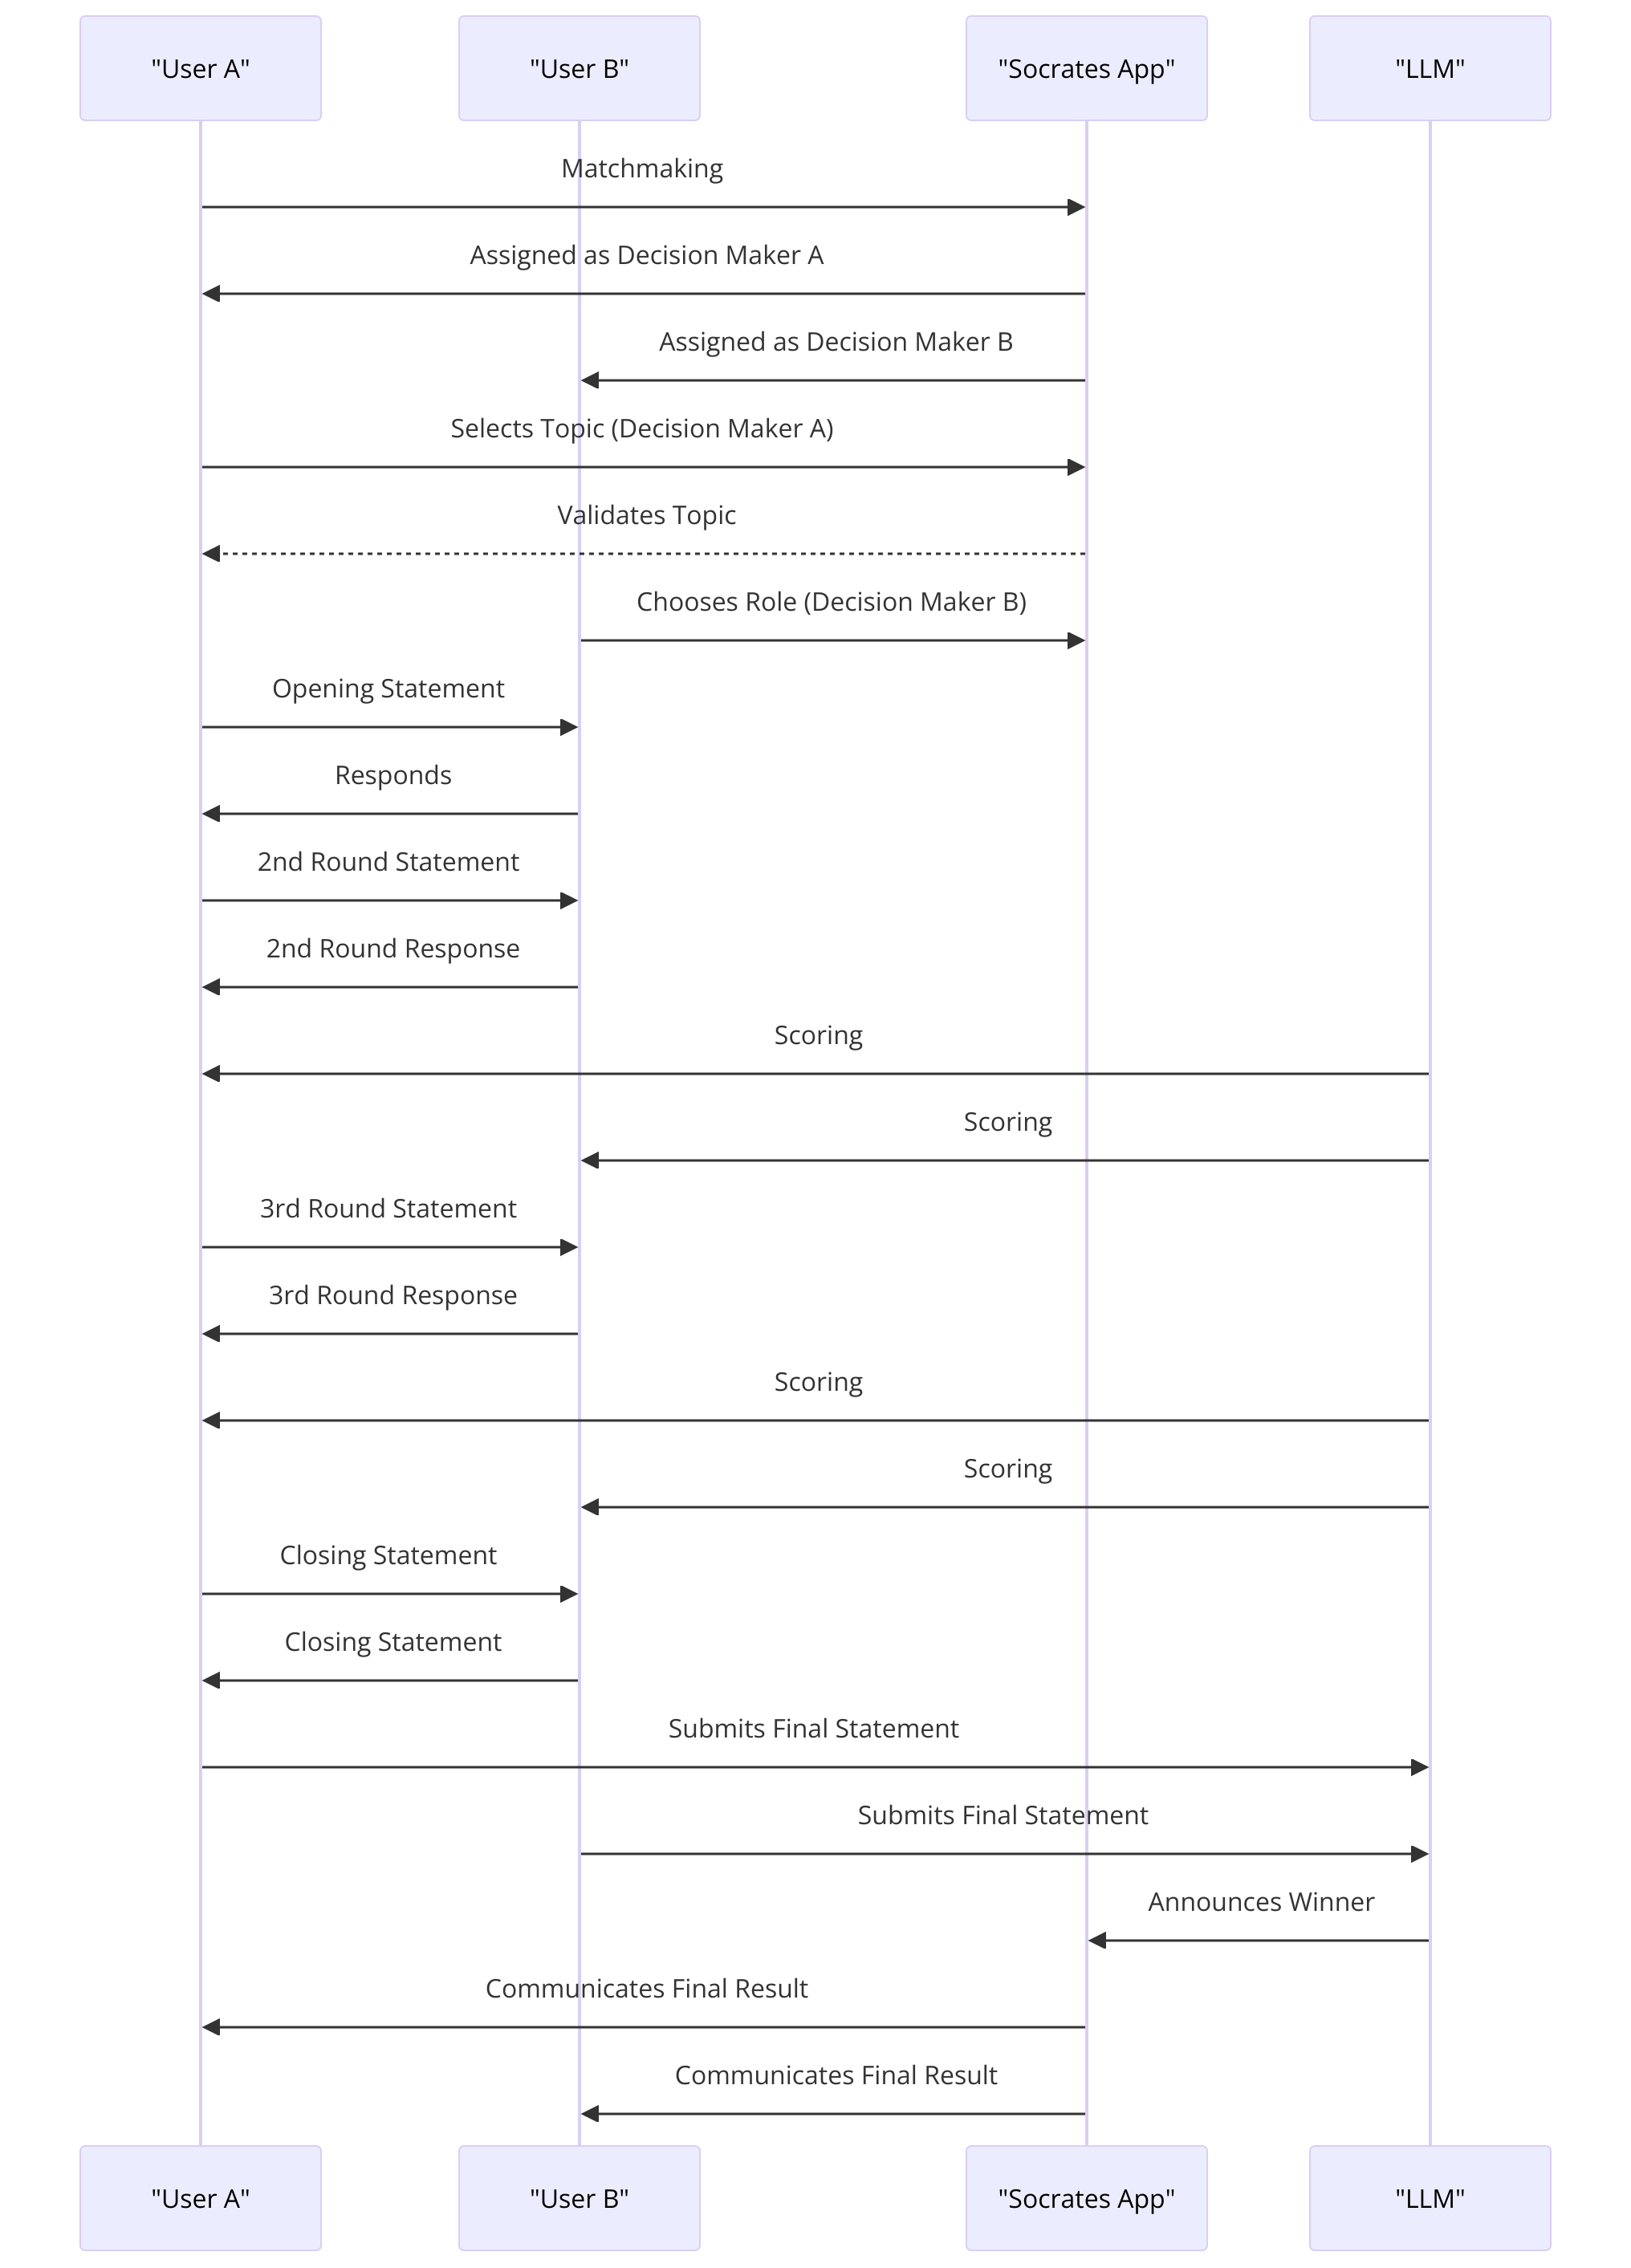 "User A"
"User B"
"Socrates App"
"LLM"
Matchmaking
Assigned as Decision Maker A
Assigned as Decision Maker B
Selects Topic (Decision Maker A)
Validates Topic
Chooses Role (Decision Maker B)
Opening Statement
Responds
2nd Round Statement
2nd Round Response
Scoring
Scoring
3rd Round Statement
3rd Round Response
Scoring
Scoring
Closing Statement
Closing Statement
Submits Final Statement
Submits Final Statement
Announces Winner
Communicates Final Result
Communicates Final Result
"User A"
"User B"
"Socrates App"
"LLM"